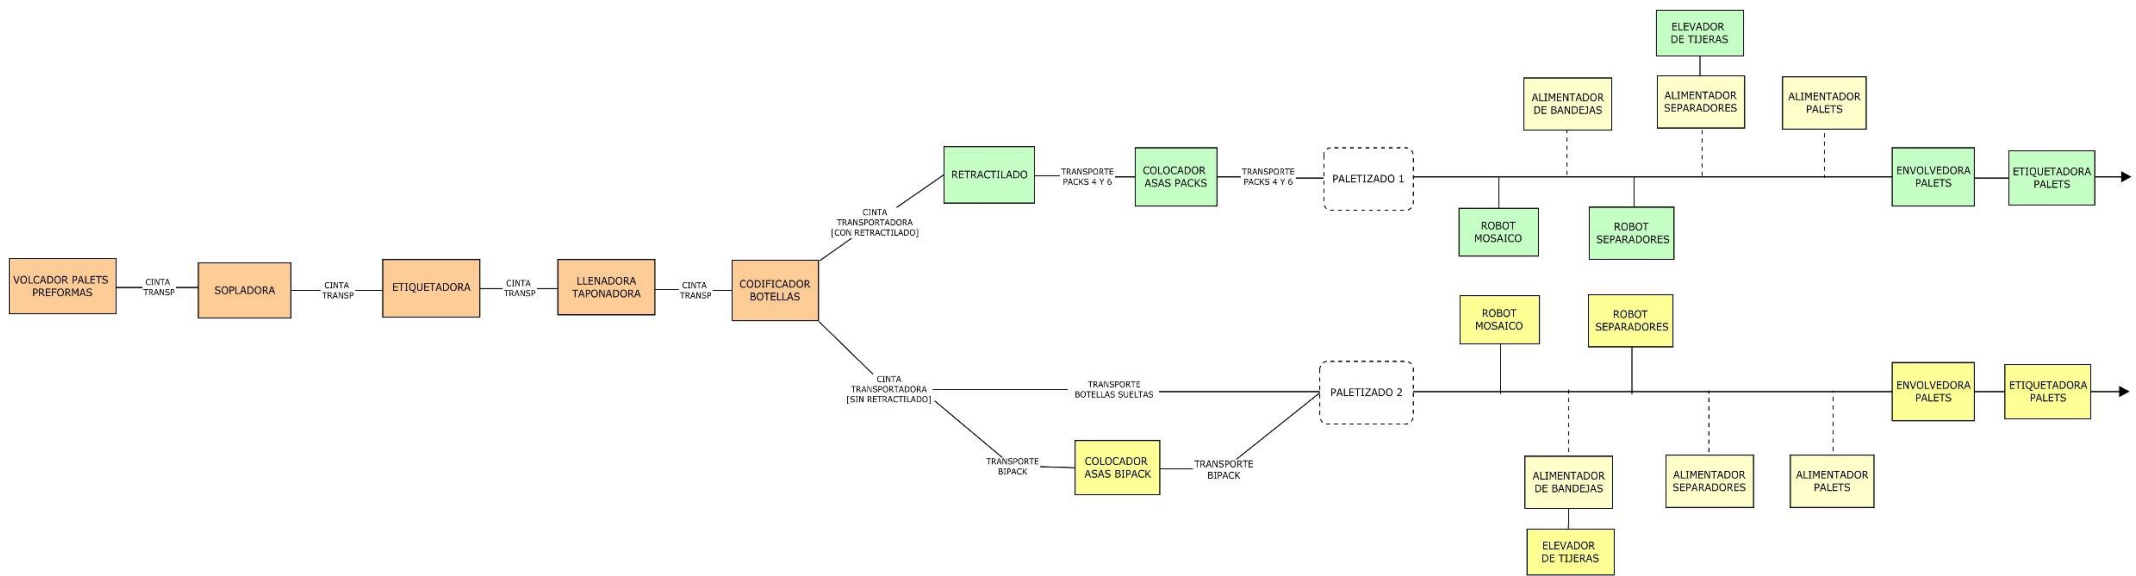 ELEVADOR
DE TIJERAS
ALIMENTADOR
DE BANDEJAS
ALIMENTADOR
SEPARADORES
ALIMENTADOR
PALETS
RETRACTILADO
TRANSPORTE
PACKS 4 Y 6
COLOCADOR
ASAS PACKS
TRANSPORTE
PACKS 4 Y 6
PALETIZADO 1
ENVOLVEDORA
PALETS
ETIQUETADORA
PALETS
CINTA
TRANSPORTADORA
[CON RETRACTILADO]
ROBOT
MOSAICO
ROBOT
SEPARADORES
VOLCADOR PALETS
PREFORMAS
CINTA
TRANSP
SOPLADORA
CINTA
TRANSP
ETIQUETADORA
CINTA
TRANSP
LLENADORA
TAPONADORA
CINTA
TRANSP
CODIFICADOR
BOTELLAS
ROBOT
MOSAICO
ROBOT
SEPARADORES
CINTA
TRANSPORTADORA
[SIN RETRACTILADO]
TRANSPORTE
BOTELLAS SUELTAS
PALETIZADO 2
ENVOLVEDORA
PALETS
ETIQUETADORA
PALETS
TRANSPORTE
BIPACK
COLOCADOR
ASAS BIPACK
TRANSPORTE
BIPACK
ALIMENTADOR
DE BANDEJAS
ALIMENTADOR
SEPARADORES
ALIMENTADOR
PALETS
ELEVADOR
DE TIJERAS